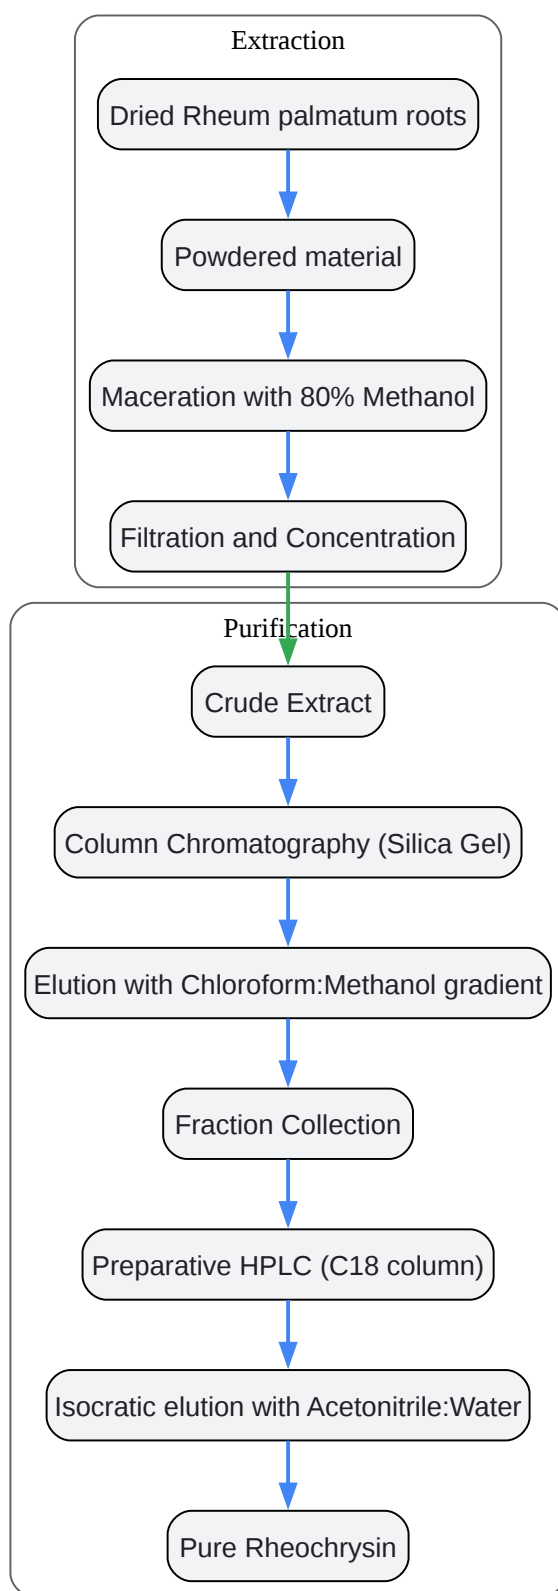 Extraction
Dried Rheum palmatum roots
Powdered material
Maceration with 80% Methanol
Filtration and Concentration
Purification
Crude Extract
Column Chromatography (Silica Gel)
Elution with Chloroform:Methanol gradient
Fraction Collection
Preparative HPLC (C18 column)
Isocratic elution with Acetonitrile:Water
Pure Rheochrysin